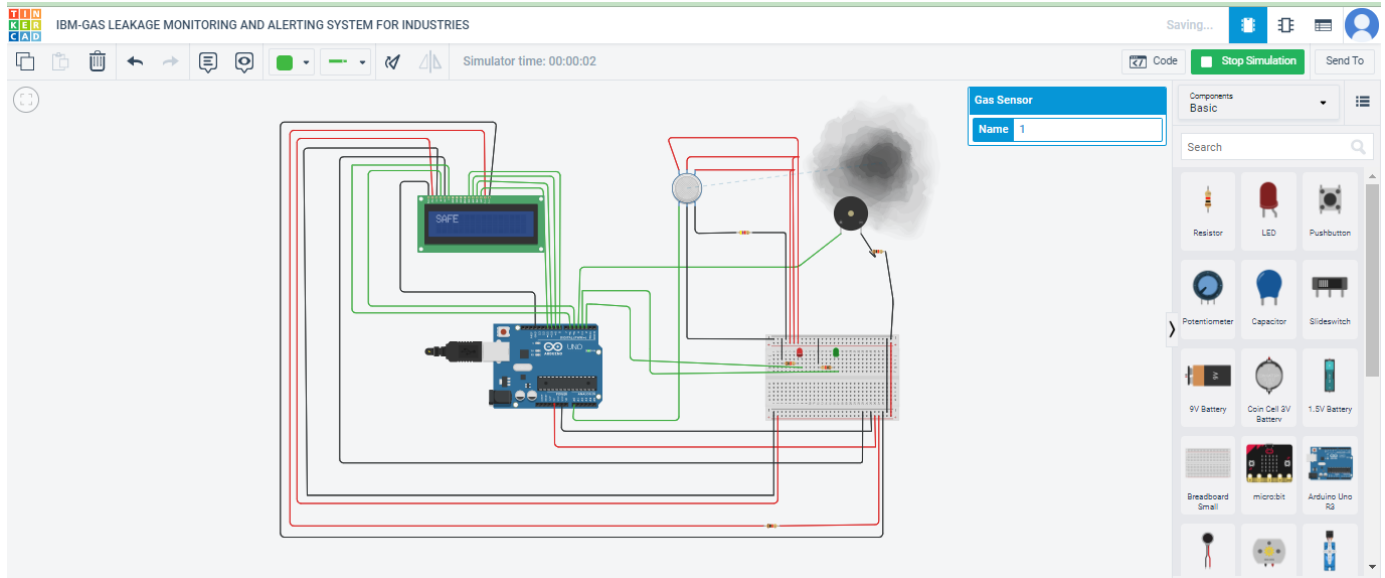 TIN
KER
CAD
IBM-GAS LEAKAGE MONITORING AND ALERTING SYSTEM FOR INDUSTRIES
Saving...
Simulator time: 00:00:02
Code
Stop Simulation
Send To
Gas Sensor
Name 1
Components
Basic
Search
SAFE
UNO
Resistor
LED
Pushbutton
Potentiometer
Capacitor
Slideswitch
9V Battery
Coin Cell 3V
Battery
1.5V Battery
Breadboard
Small
micro:bit
Arduino Uno
R3